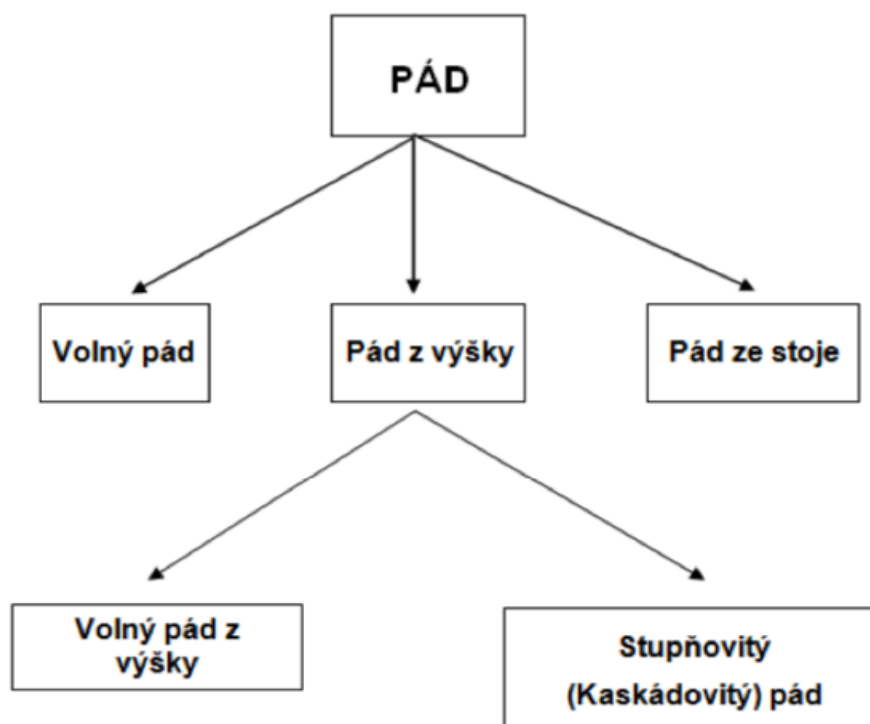 PÁD
Volný pád
Pád z výšky
Pád ze stoje
Volný pád z
výšky
Stupňovitý
(Kaskádovitý) pád